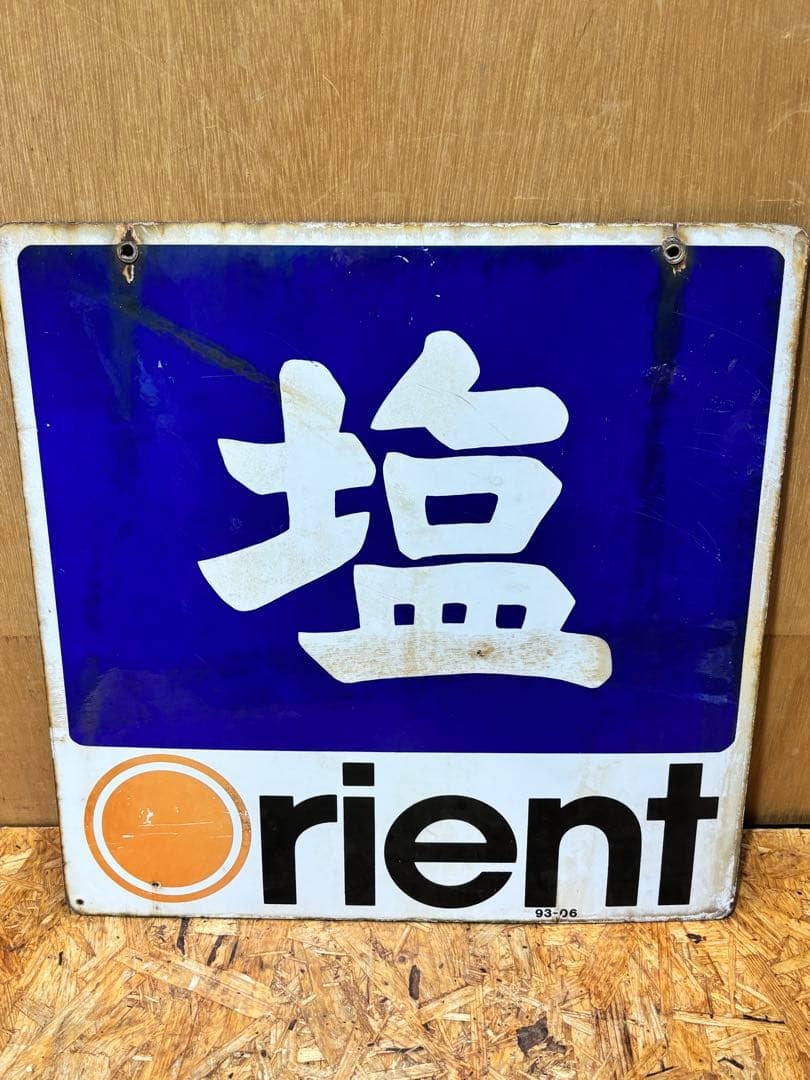 塩
Orient
93-06